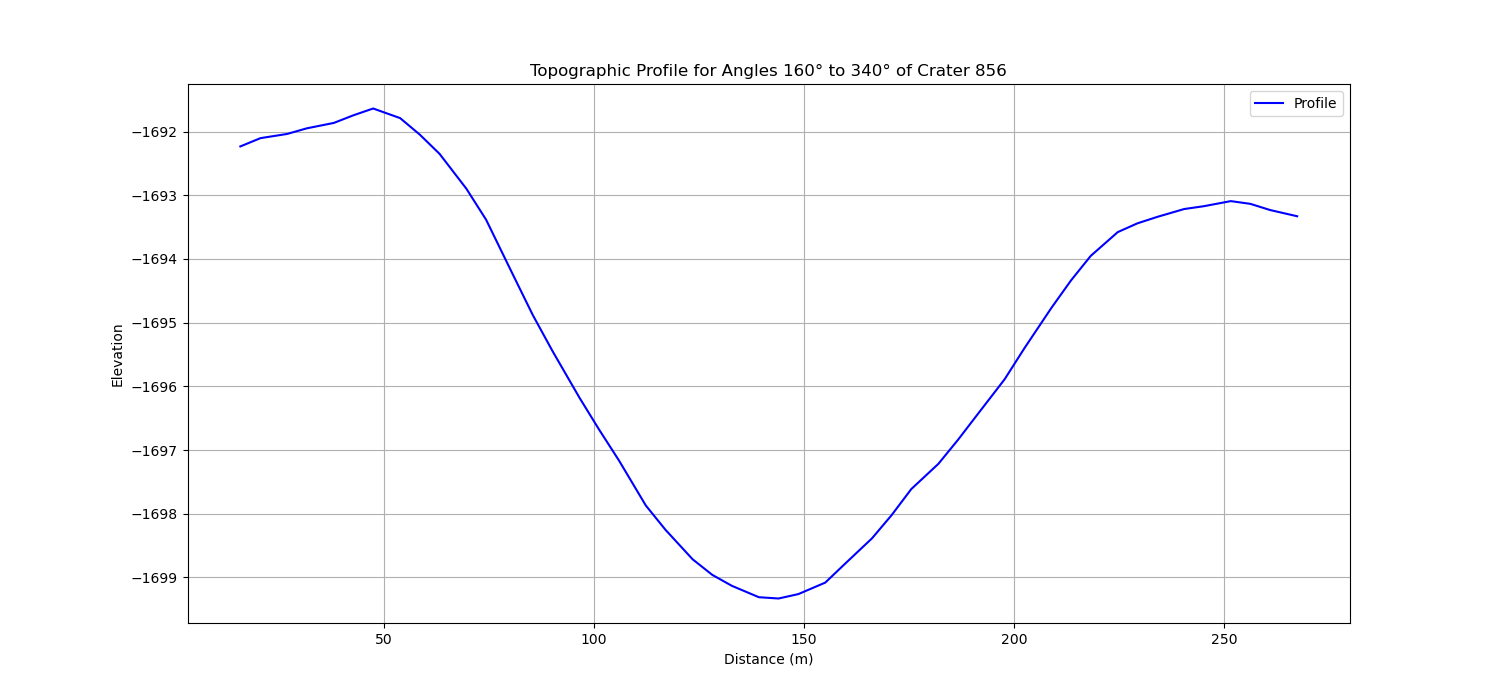 Topographic Profile for Angles 160° to 340° of Crater 856
Profile
−1692
−1693
−1694
−1695
−1696
−1697
−1698
−1699
Elevation
50 100 150 200 250
Distance (m)